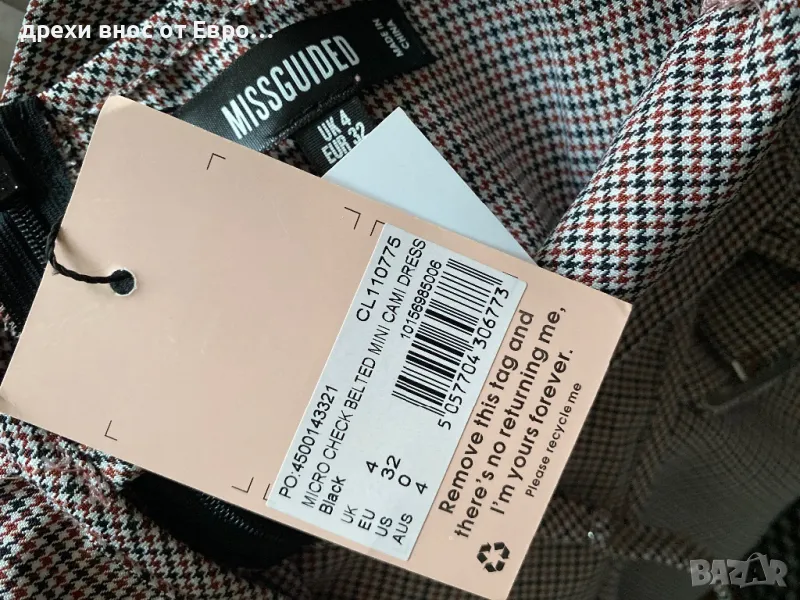 дрехи внос от Евро...
MISSGUIDED
MADE IN
CHINA
UK 4
EUR 32
CL110775
PO:4500143321
MICRO CHECK BELTED MINI CAMI DRESS
Black
10156985006
UK 4
EU 32
US 0
AUS 4
5 057704 306773
Remove this tag and
there's no returning me,
I'm yours forever.
Please recycle me
BAZAR